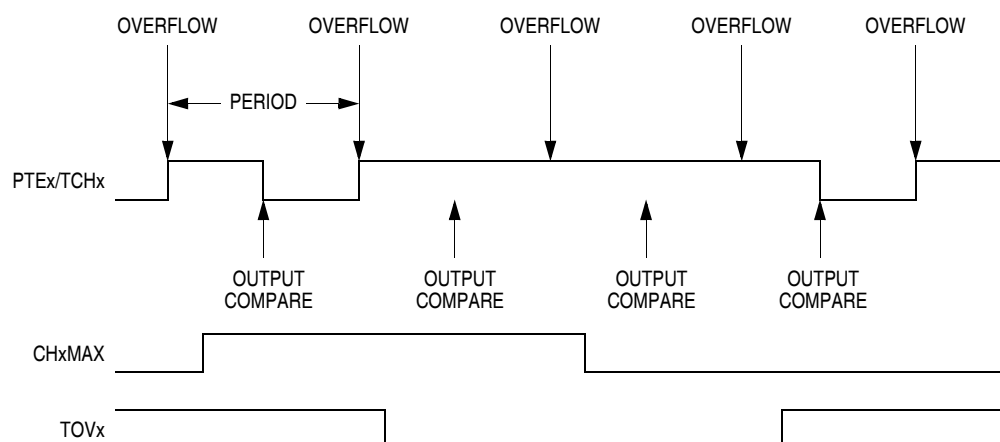 OVERFLOW OVERFLOW OVERFLOW OVERFLOW OVERFLOW
PERIOD
PTEx/TCHx
OUTPUT OUTPUT OUTPUT OUTPUT
COMPARE COMPARE COMPARE COMPARE
CHxMAX
TOVx